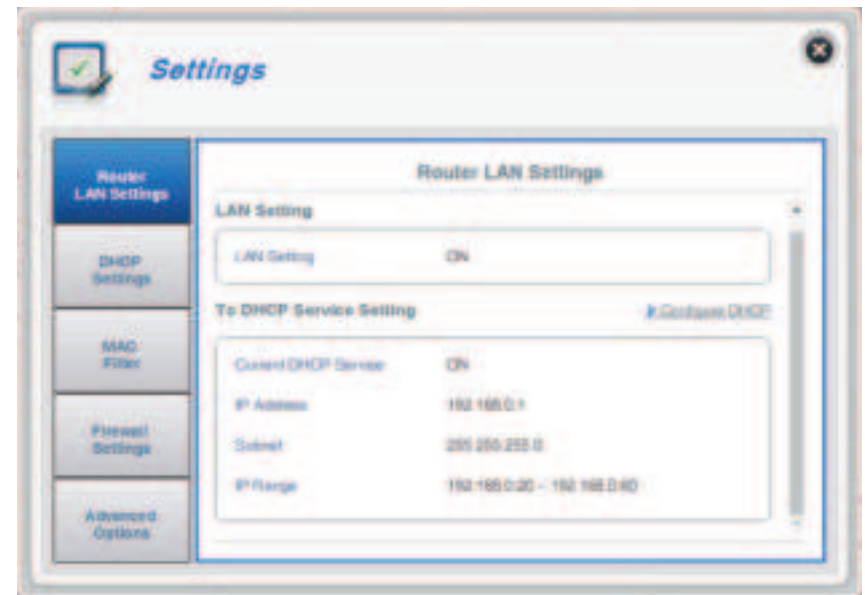 Settings
Router
LAN Settings
DHCP
Settings
MAC
Filter
Firewall
Settings
Advanced
Options
Router LAN Settings
LAN Setting
LAN Setting ON
To DHCP Service Setting Configure DHCP
Current DHCP Service ON
IP Address 192.168.0.1
Subnet 255.255.255.0
IP Range 192.168.0.20 - 192.168.0.60